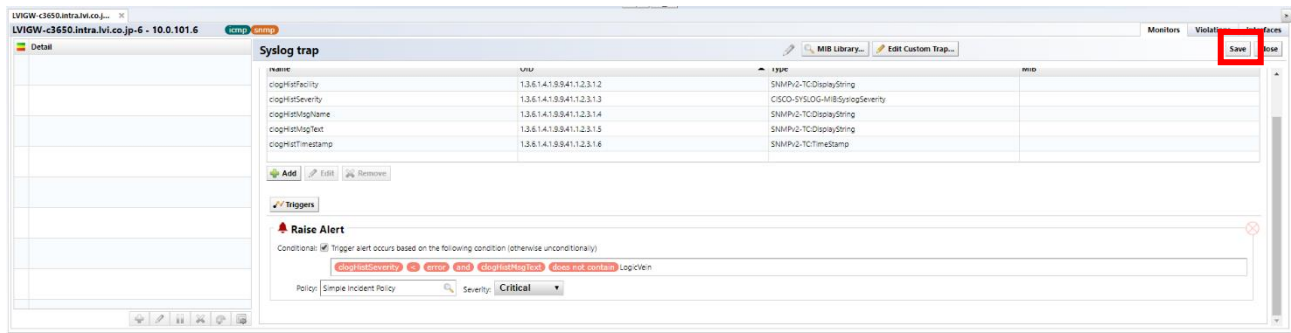 LVIGW-c3650.intra.lvi.co.j...
LVIGW-c3650.intra.lvi.co.jp-6 - 10.0.101.6 icmp snmp Monitors Violations Interfaces
Detail
Syslog trap MIB Library... Edit Custom Trap... Save Close
Name OID Type MIB
clogHistFacility 1.3.6.1.4.1.9.9.41.1.2.3.1.2 SNMPv2-TC:DisplayString
clogHistSeverity 1.3.6.1.4.1.9.9.41.1.2.3.1.3 CISCO-SYSLOG-MIB:SyslogSeverity
clogHistMsgName 1.3.6.1.4.1.9.9.41.1.2.3.1.4 SNMPv2-TC:DisplayString
clogHistMsgText 1.3.6.1.4.1.9.9.41.1.2.3.1.5 SNMPv2-TC:DisplayString
clogHistTimestamp 1.3.6.1.4.1.9.9.41.1.2.3.1.6 SNMPv2-TC:TimeStamp
Add Edit Remove
Triggers
Raise Alert
Conditional: Trigger alert occurs based on the following condition (otherwise unconditionally)
clogHistSeverity < error and clogHistMsgText does not contain LogicVein
Policy: Simple Incident Policy Severity: Critical